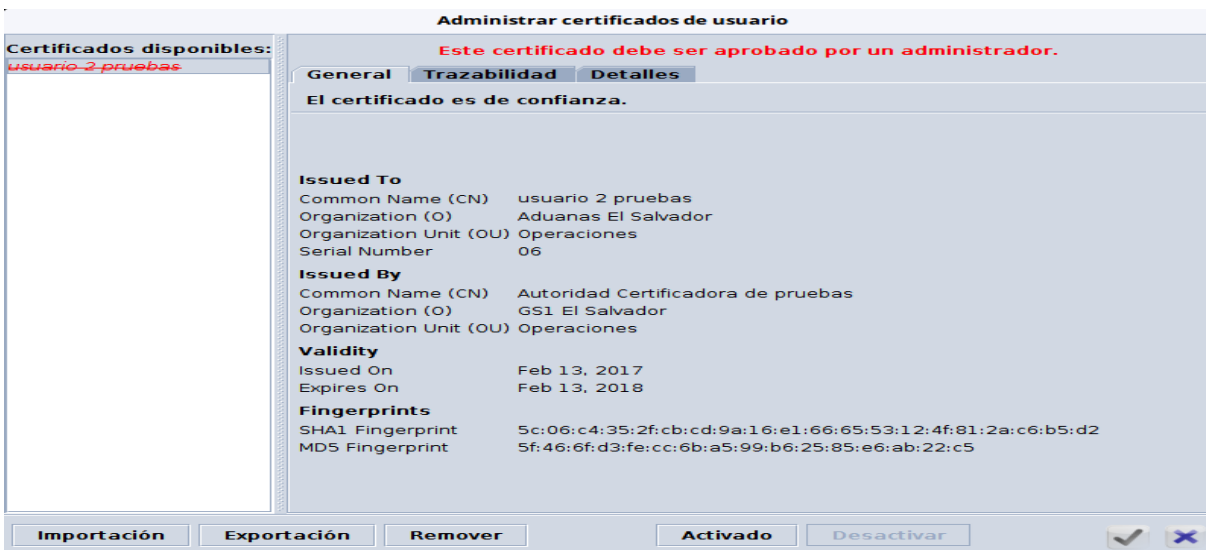 Administrar certificados de usuario
Certificados disponibles:
usuario 2 pruebas
Este certificado debe ser aprobado por un administrador.
General Trazabilidad Detalles
El certificado es de confianza.
Issued To
Common Name (CN) usuario 2 pruebas
Organization (O) Aduanas El Salvador
Organization Unit (OU) Operaciones
Serial Number 06
Issued By
Common Name (CN) Autoridad Certificadora de pruebas
Organization (O) GS1 El Salvador
Organization Unit (OU) Operaciones
Validity
Issued On Feb 13, 2017
Expires On Feb 13, 2018
Fingerprints
SHA1 Fingerprint 5c:06:c4:35:2f:cb:cd:9a:16:e1:66:65:53:12:4f:81:2a:c6:b5:d2
MD5 Fingerprint 5f:46:6f:d3:fe:cc:6b:a5:99:b6:25:85:e6:ab:22:c5
Importación Exportación Remover Activado Desactivar